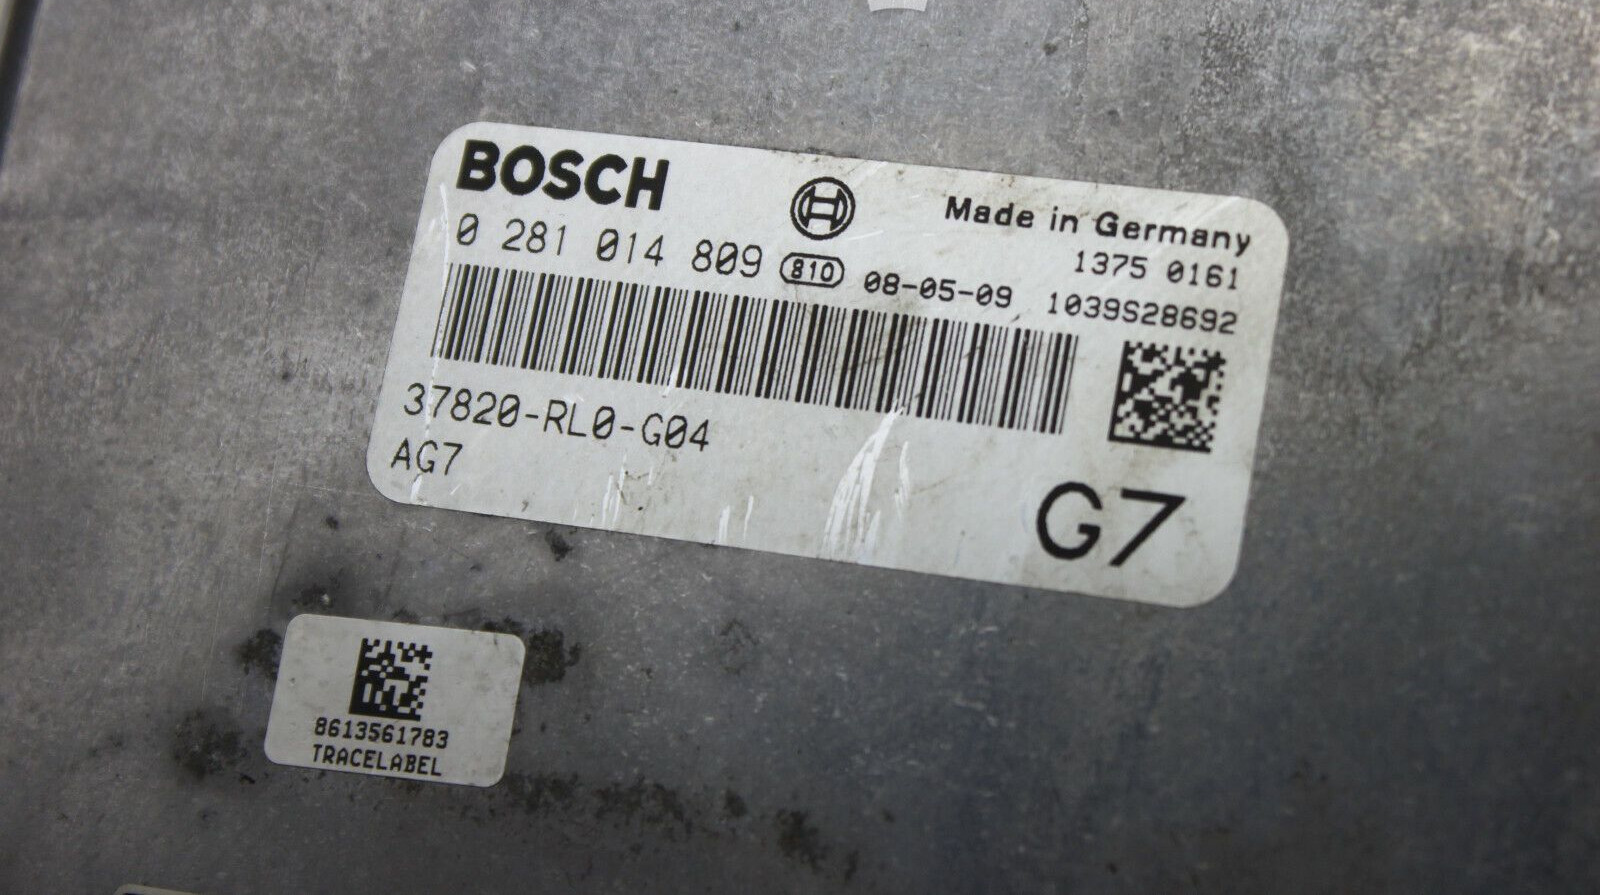 BOSCH
Made in Germany
0 281 014 809 810 08-05-09
1375 0161
1039S28692
37820-RL0-G04
AG7
G7
8613561783
TRACELABEL